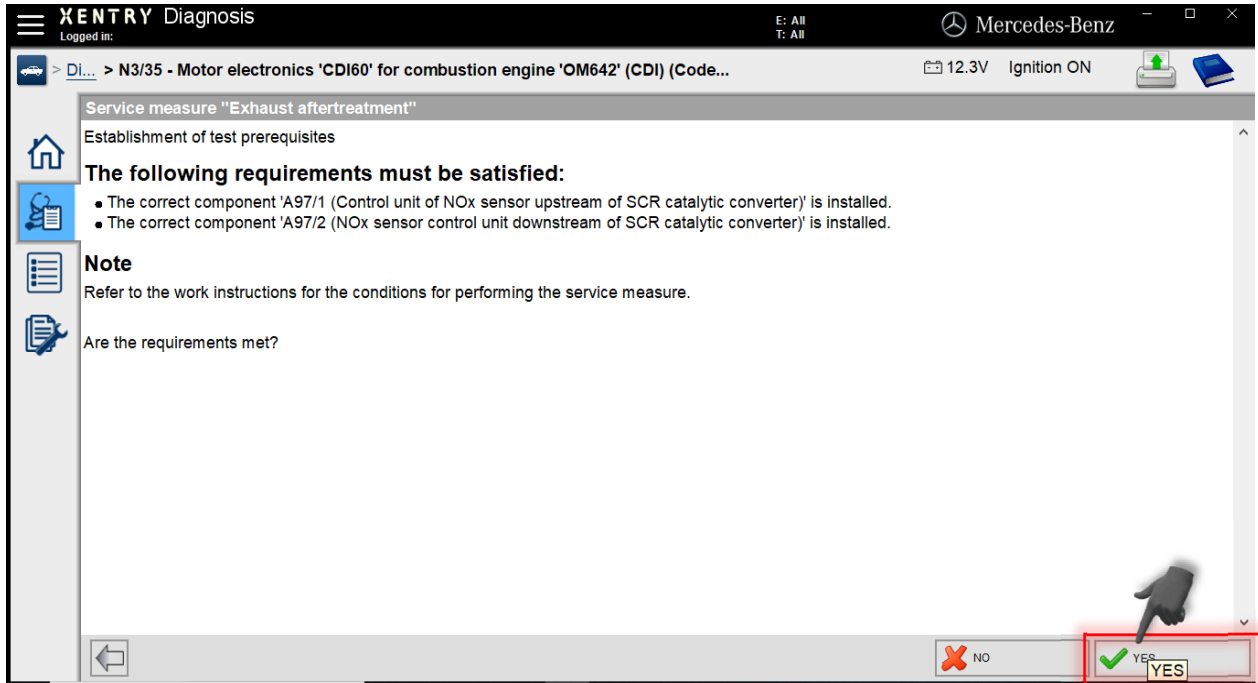 XENTRY Diagnosis
Logged in:
E: All
T: All
Mercedes-Benz
> Di... > N3/35 - Motor electronics 'CDI60' for combustion engine 'OM642' (CDI) (Code...
12.3V Ignition ON
Service measure "Exhaust aftertreatment"
Establishment of test prerequisites
The following requirements must be satisfied:
• The correct component 'A97/1 (Control unit of NOx sensor upstream of SCR catalytic converter)' is installed.
• The correct component 'A97/2 (NOx sensor control unit downstream of SCR catalytic converter)' is installed.
Note
Refer to the work instructions for the conditions for performing the service measure.
Are the requirements met?
NO
YES
YES